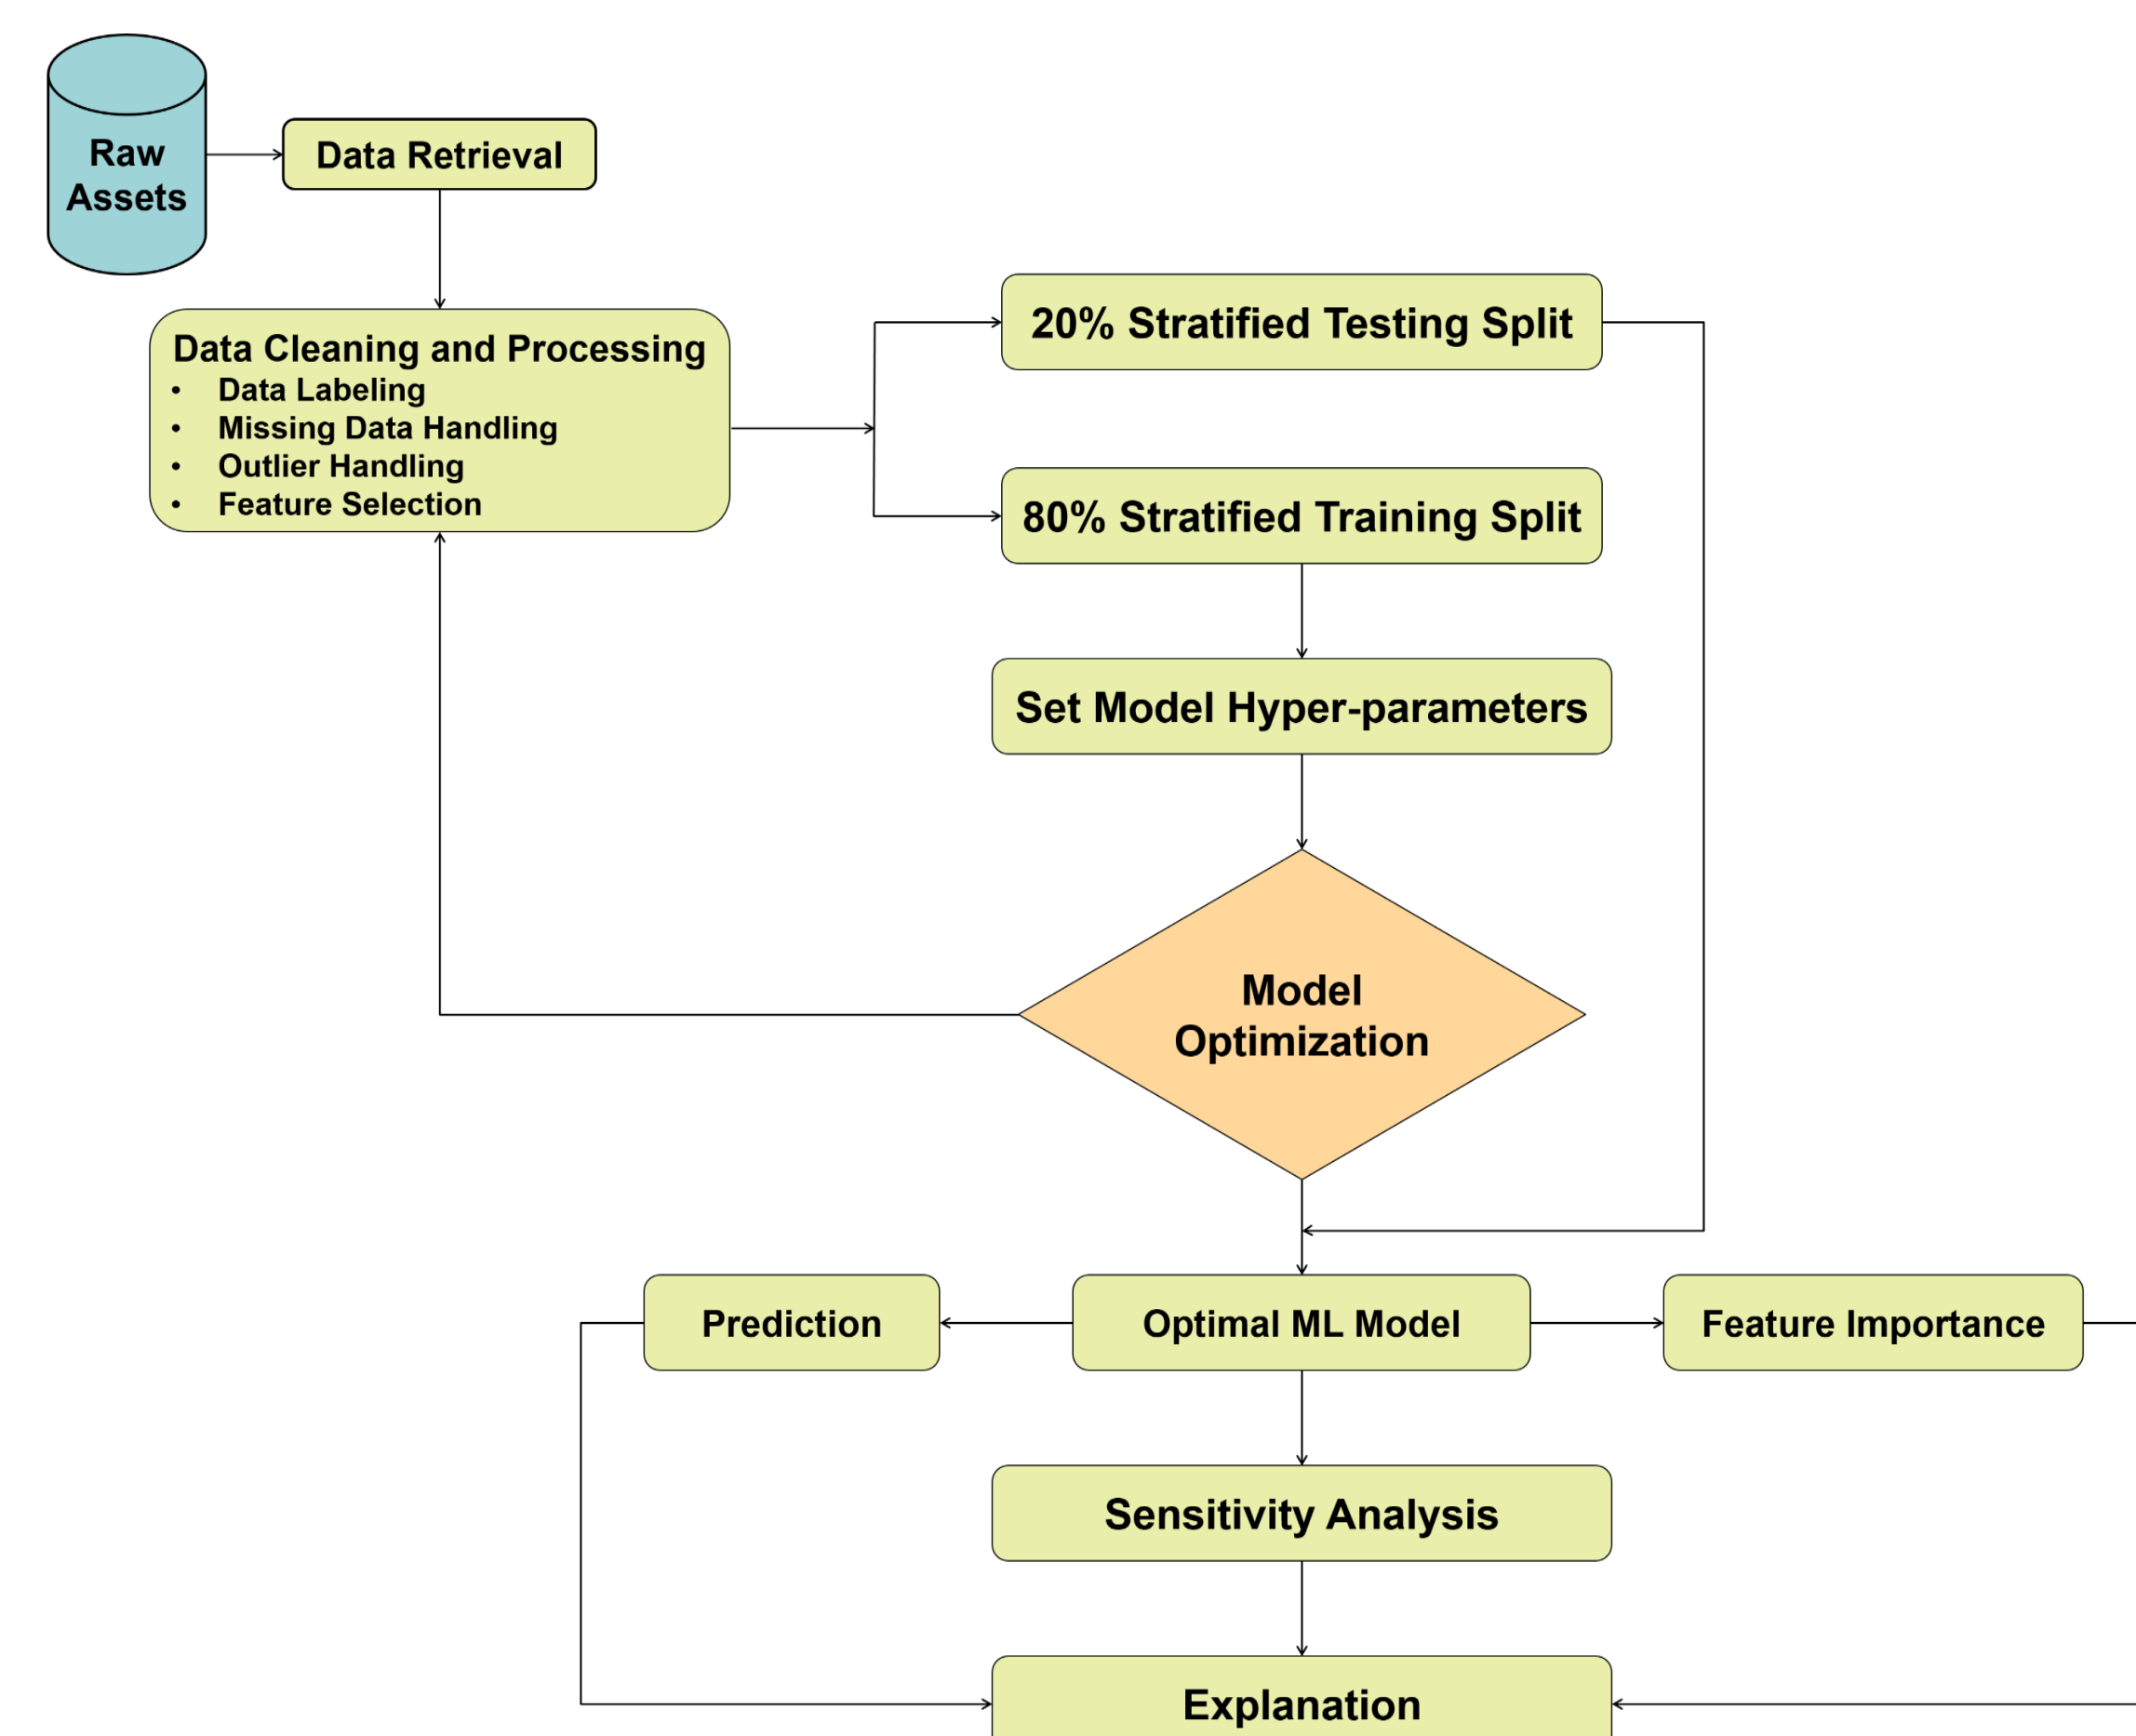 Raw
Assets
Data Retrieval
Data Cleaning and Processing
• Data Labeling
• Missing Data Handling
• Outlier Handling
• Feature Selection
20% Stratified Testing Split
80% Stratified Training Split
Set Model Hyper-parameters
Model
Optimization
Prediction
Optimal ML Model
Feature Importance
Sensitivity Analysis
Explanation